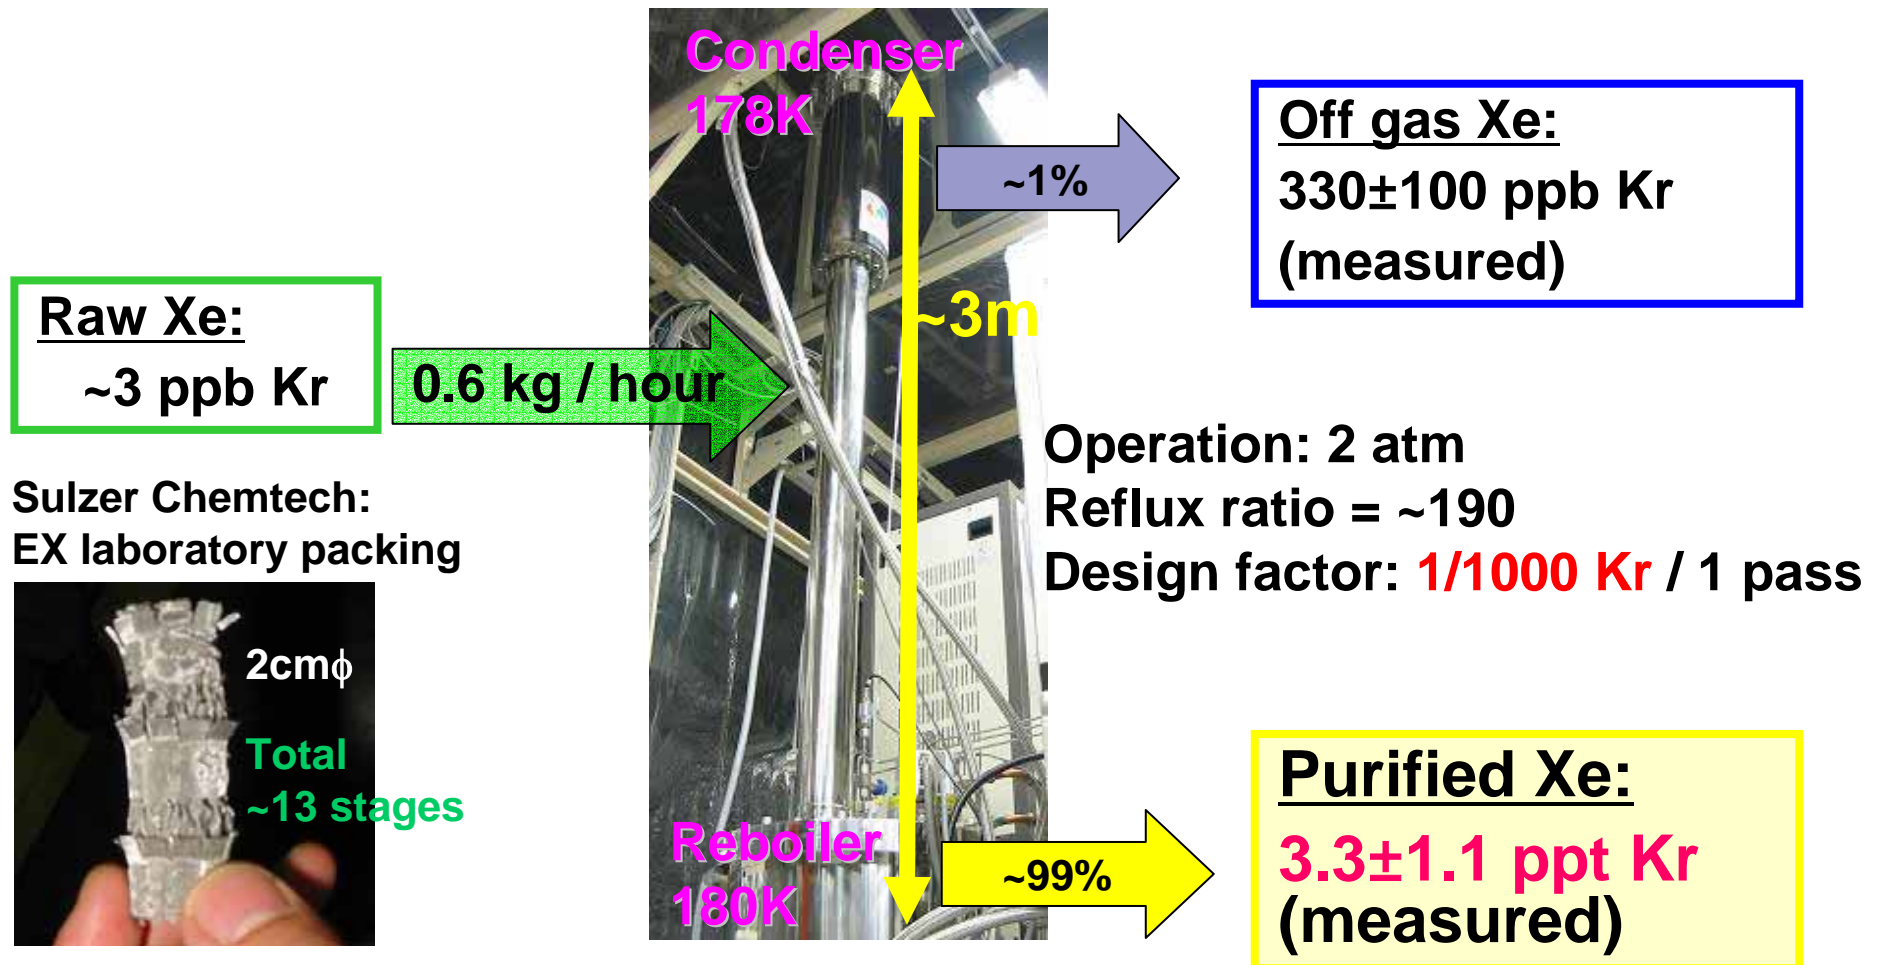 Condenser
178K
~1%
Off gas Xe:
330±100 ppb Kr
(measured)
Raw Xe:
~3 ppb Kr
0.6 kg / hour
~3m
Operation: 2 atm
Reflux ratio = ~190
Design factor: 1/1000 Kr / 1 pass
Sulzer Chemtech:
EX laboratory packing
2cmϕ
Total
~13 stages
Reboiler
180K
~99%
Purified Xe:
3.3±1.1 ppt Kr
(measured)